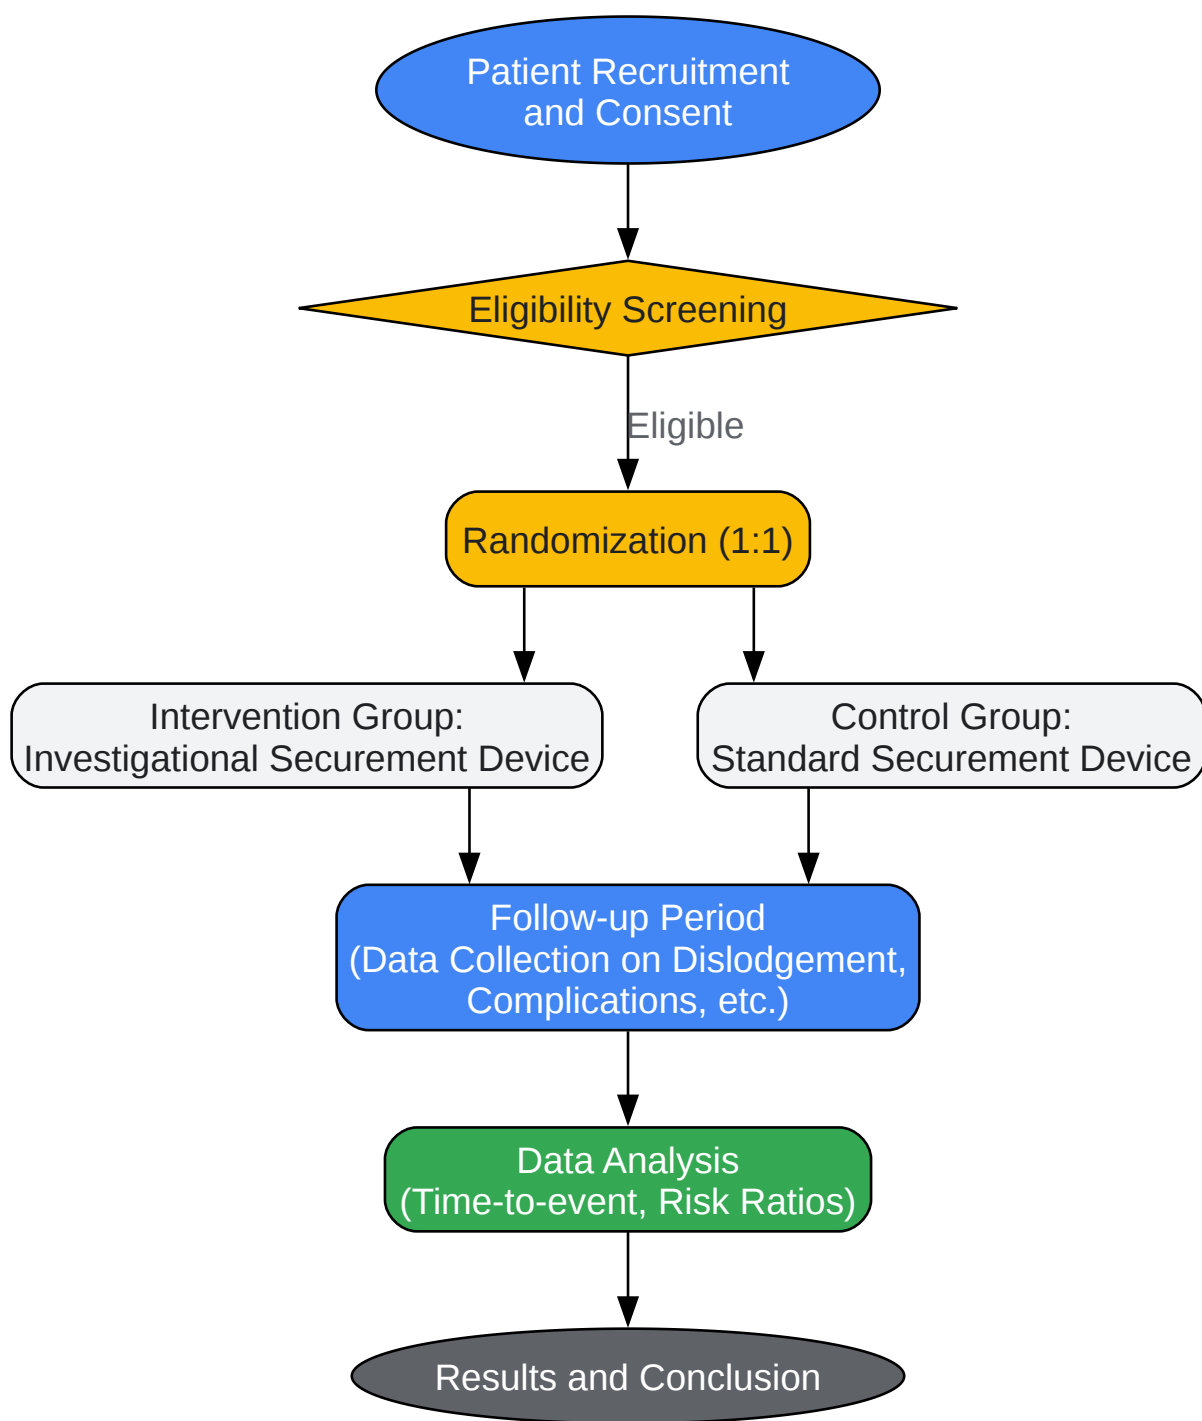 Patient Recruitment
and Consent
Eligibility Screening
Eligible
Randomization (1:1)
Intervention Group:
Investigational Securement Device
Control Group:
Standard Securement Device
Follow-up Period
(Data Collection on Dislodgement,
Complications, etc.)
Data Analysis
(Time-to-event, Risk Ratios)
Results and Conclusion